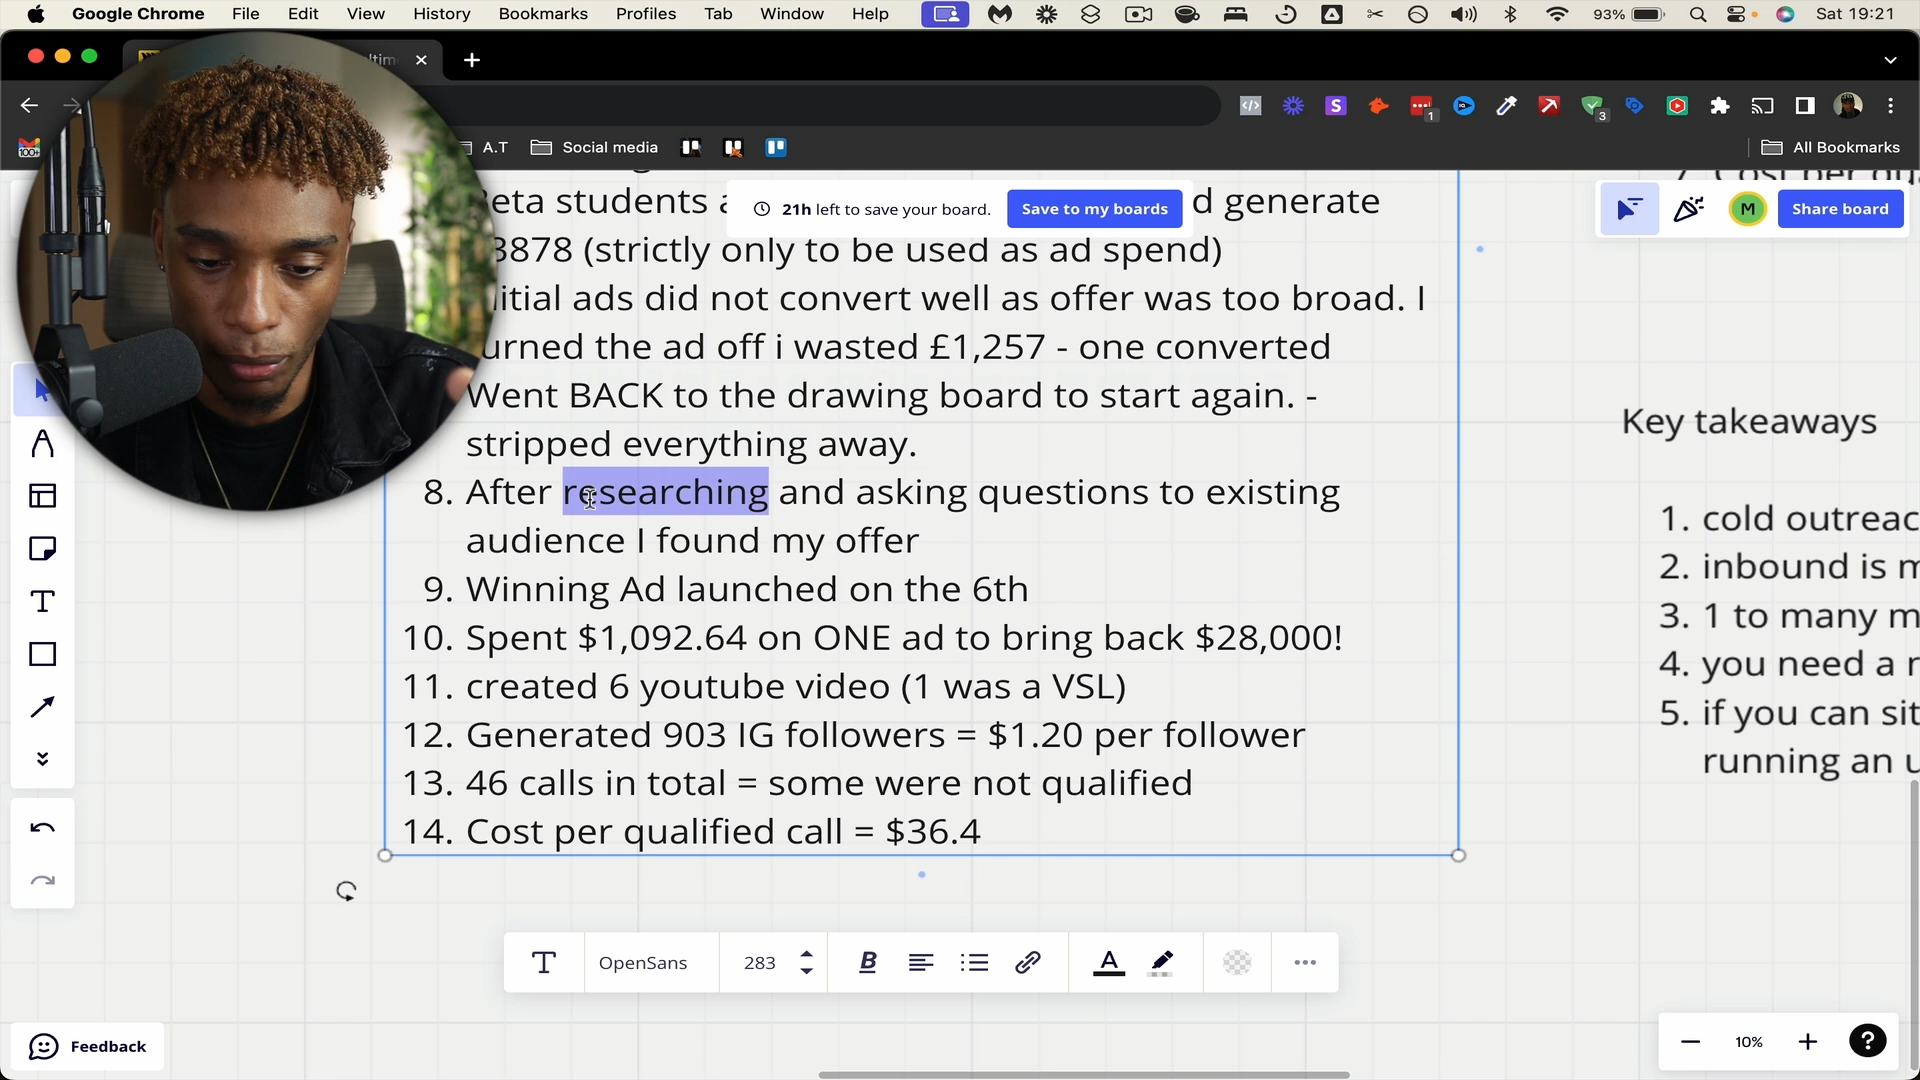 Google Chrome File Edit View History Bookmarks Profiles Tab Window Help 93% Sat 19:21
100+ A.T Social media All Bookmarks
1 3
21h left to save your board. Save to my boards
M Share board
Beta students d generate
3878 (strictly only to be used as ad spend)
itial ads did not convert well as offer was too broad. I
urned the ad off i wasted £1,257 - one converted
Went BACK to the drawing board to start again. -
stripped everything away.
8. After researching and asking questions to existing
audience I found my offer
9. Winning Ad launched on the 6th
10. Spent $1,092.64 on ONE ad to bring back $28,000!
11. created 6 youtube video (1 was a VSL)
12. Generated 903 IG followers = $1.20 per follower
13. 46 calls in total = some were not qualified
14. Cost per qualified call = $36.4
Key takeaways
1. cold outreac
2. inbound is m
3. 1 to many m
4. you need a r
5. if you can sit
running an u
OpenSans 283 B A
Feedback
10%